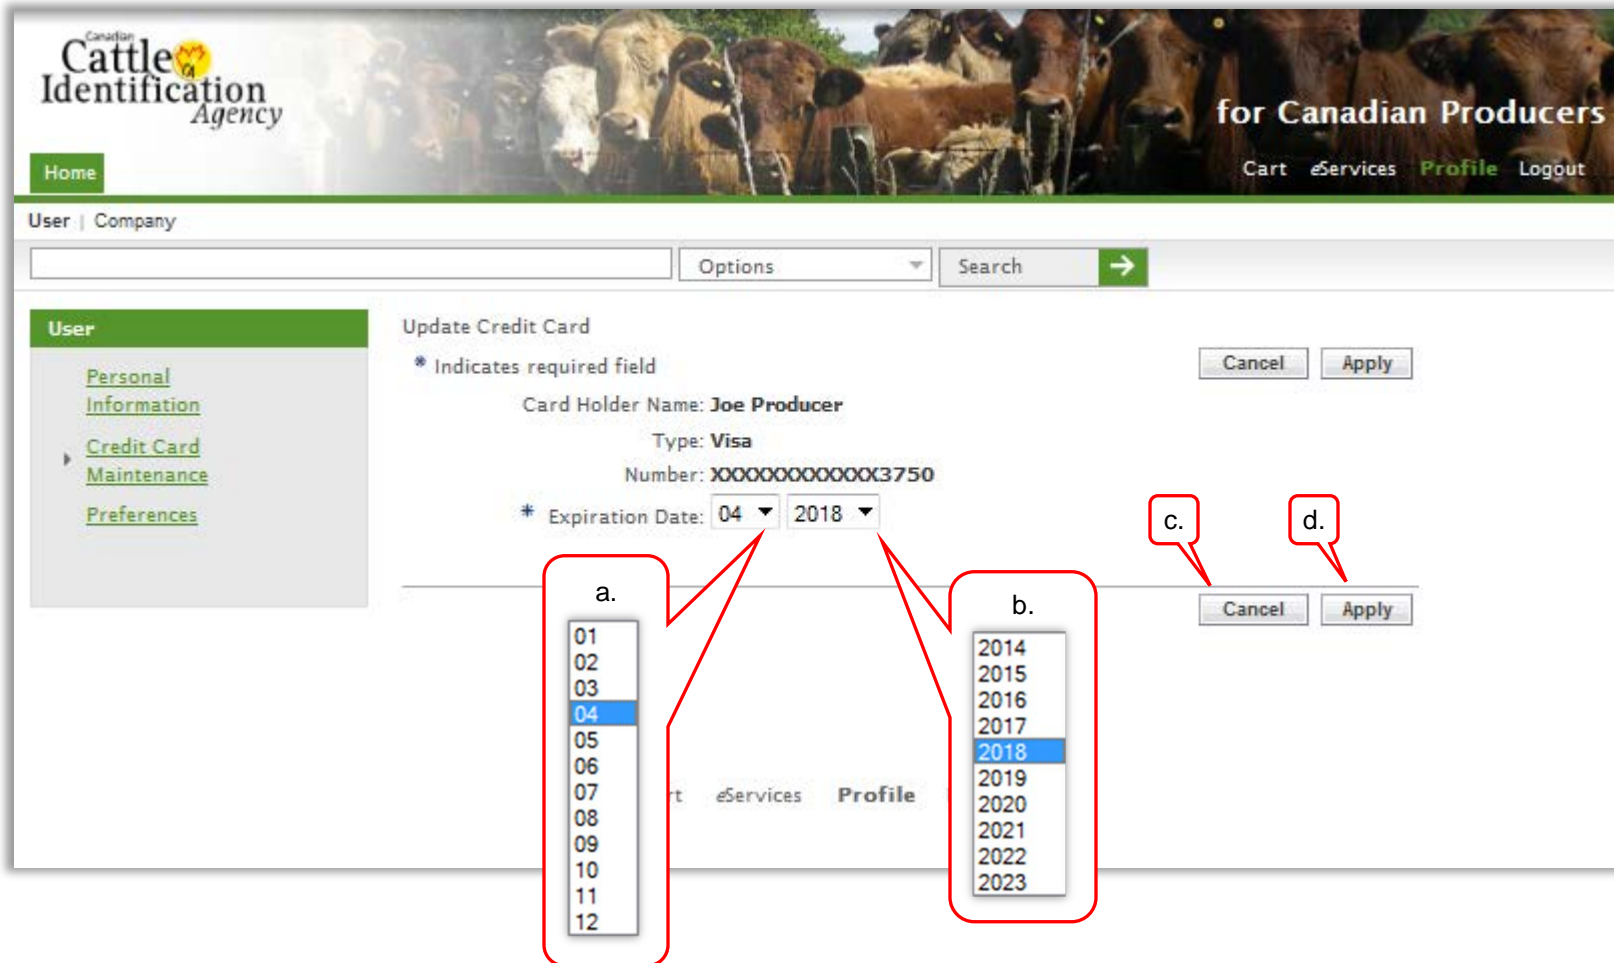 Canadian
Cattle
Identification
Agency
for Canadian Producers
Home
Cart eServices Profile Logout
User | Company
Options
Search
User
Personal
Information
Credit Card
Maintenance
Preferences
Update Credit Card
* Indicates required field
Cancel Apply
Card Holder Name: Joe Producer
Type: Visa
Number: XXXXXXXXXXXX3750
* Expiration Date: 04 2018
c. d.
Cancel Apply
a.
01
02
03
04
05
06
07
08
09
10
11
12
b.
2014
2015
2016
2017
2018
2019
2020
2021
2022
2023
eServices Profile